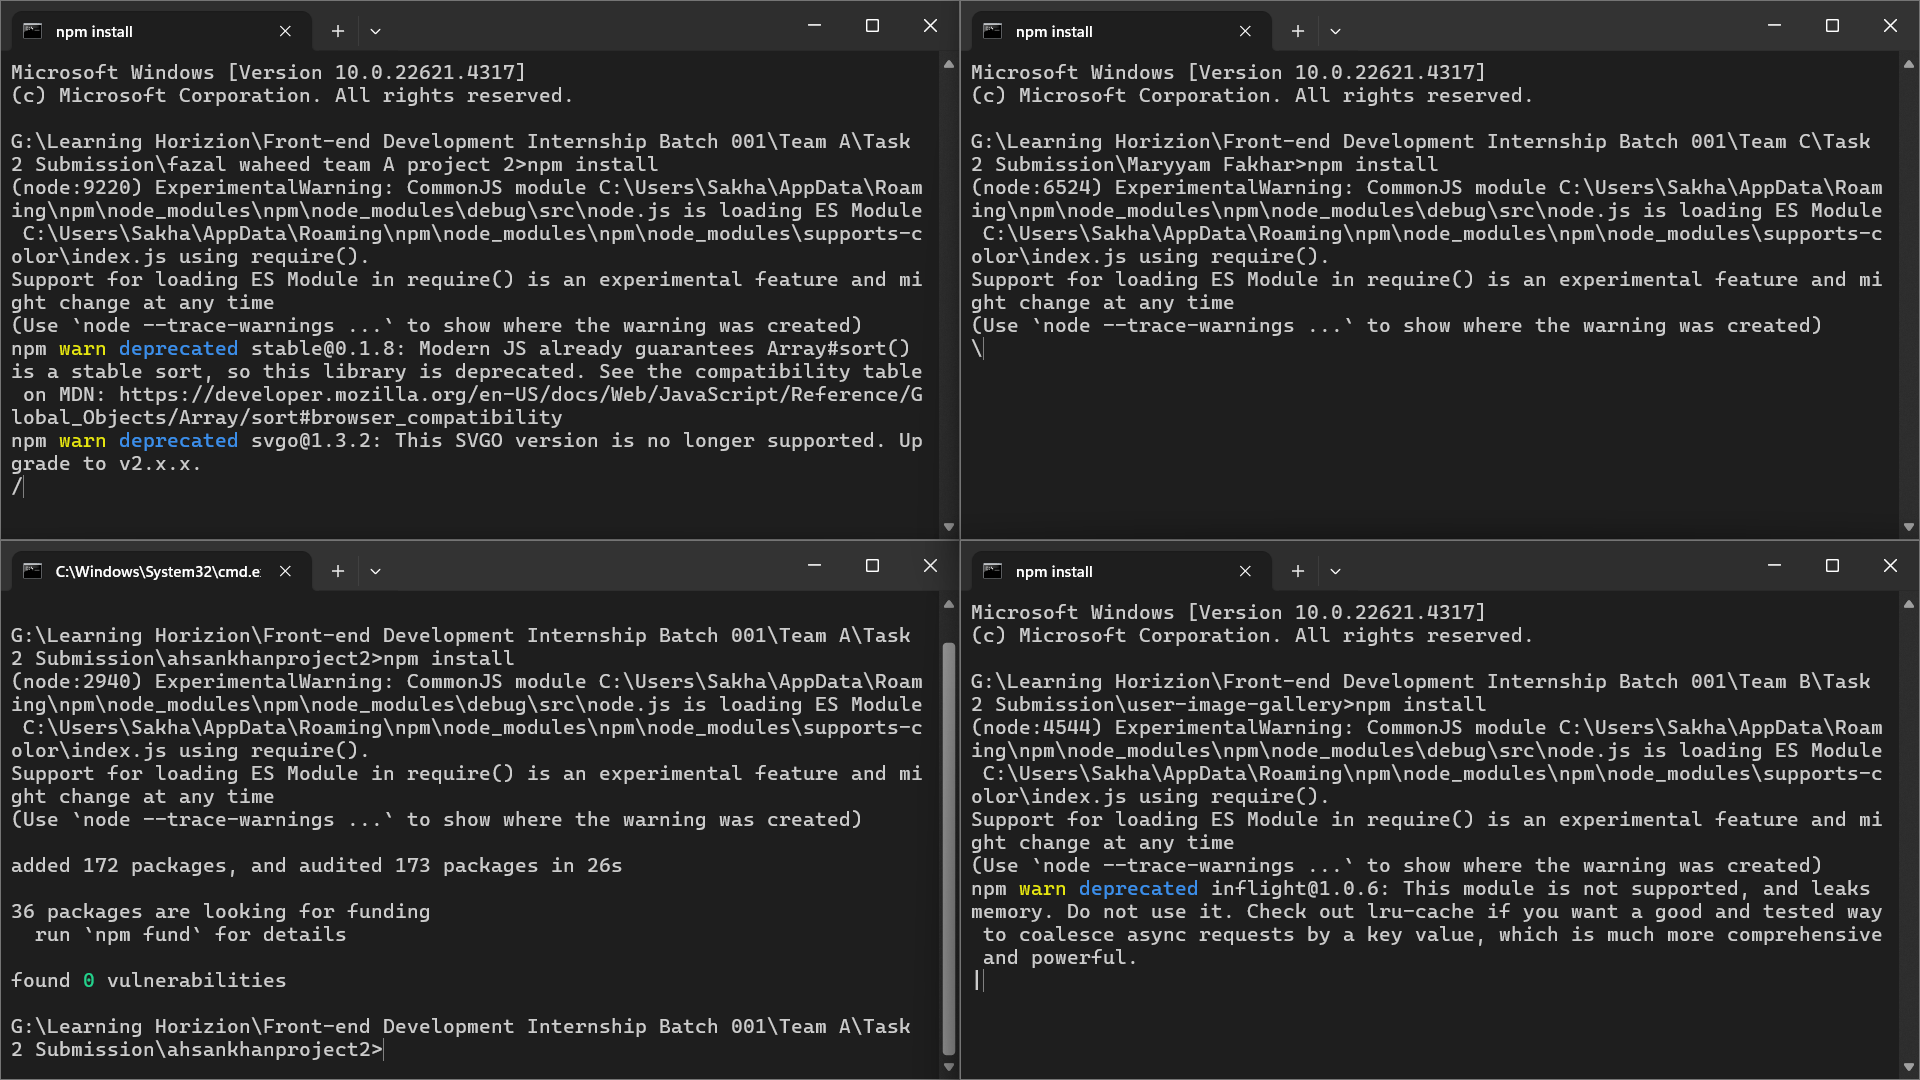 npm install
Microsoft Windows [Version 10.0.22621.4317]
(c) Microsoft Corporation. All rights reserved.
G:\Learning Horizion\Front-end Development Internship Batch 001\Team A\Task
2 Submission\fazal waheed team A project 2>npm install
(node:9220) ExperimentalWarning: CommonJS module C:\Users\Sakha\AppData\Roam
ing\npm\node_modules\npm\node_modules\debug\src\node.js is loading ES Module
C:\Users\Sakha\AppData\Roaming\npm\node_modules\npm\node_modules\supports-c
olor\index.js using require().
Support for loading ES Module in require() is an experimental feature and mi
ght change at any time
(Use `node --trace-warnings ...` to show where the warning was created)
npm warn deprecated stable@0.1.8: Modern JS already guarantees Array#sort()
is a stable sort, so this library is deprecated. See the compatibility table
on MDN: https://developer.mozilla.org/en-US/docs/Web/JavaScript/Reference/G
lobal_Objects/Array/sort#browser_compatibility
npm warn deprecated svgo@1.3.2: This SVGO version is no longer supported. Up
grade to v2.x.x.
/
npm install
Microsoft Windows [Version 10.0.22621.4317]
(c) Microsoft Corporation. All rights reserved.
G:\Learning Horizion\Front-end Development Internship Batch 001\Team C\Task
2 Submission\Maryyam Fakhar>npm install
(node:6524) ExperimentalWarning: CommonJS module C:\Users\Sakha\AppData\Roam
ing\npm\node_modules\npm\node_modules\debug\src\node.js is loading ES Module
C:\Users\Sakha\AppData\Roaming\npm\node_modules\npm\node_modules\supports-c
olor\index.js using require().
Support for loading ES Module in require() is an experimental feature and mi
ght change at any time
(Use `node --trace-warnings ...` to show where the warning was created)
\
C:\Windows\System32\cmd.e
G:\Learning Horizion\Front-end Development Internship Batch 001\Team A\Task
2 Submission\ahsankhanproject2>npm install
(node:2940) ExperimentalWarning: CommonJS module C:\Users\Sakha\AppData\Roam
ing\npm\node_modules\npm\node_modules\debug\src\node.js is loading ES Module
C:\Users\Sakha\AppData\Roaming\npm\node_modules\npm\node_modules\supports-c
olor\index.js using require().
Support for loading ES Module in require() is an experimental feature and mi
ght change at any time
(Use `node --trace-warnings ...` to show where the warning was created)
added 172 packages, and audited 173 packages in 26s
36 packages are looking for funding
run `npm fund` for details
found 0 vulnerabilities
G:\Learning Horizion\Front-end Development Internship Batch 001\Team A\Task
2 Submission\ahsankhanproject2>
npm install
Microsoft Windows [Version 10.0.22621.4317]
(c) Microsoft Corporation. All rights reserved.
G:\Learning Horizion\Front-end Development Internship Batch 001\Team B\Task
2 Submission\user-image-gallery>npm install
(node:4544) ExperimentalWarning: CommonJS module C:\Users\Sakha\AppData\Roam
ing\npm\node_modules\npm\node_modules\debug\src\node.js is loading ES Module
C:\Users\Sakha\AppData\Roaming\npm\node_modules\npm\node_modules\supports-c
olor\index.js using require().
Support for loading ES Module in require() is an experimental feature and mi
ght change at any time
(Use `node --trace-warnings ...` to show where the warning was created)
npm warn deprecated inflight@1.0.6: This module is not supported, and leaks
memory. Do not use it. Check out lru-cache if you want a good and tested way
to coalesce async requests by a key value, which is much more comprehensive
and powerful.
|